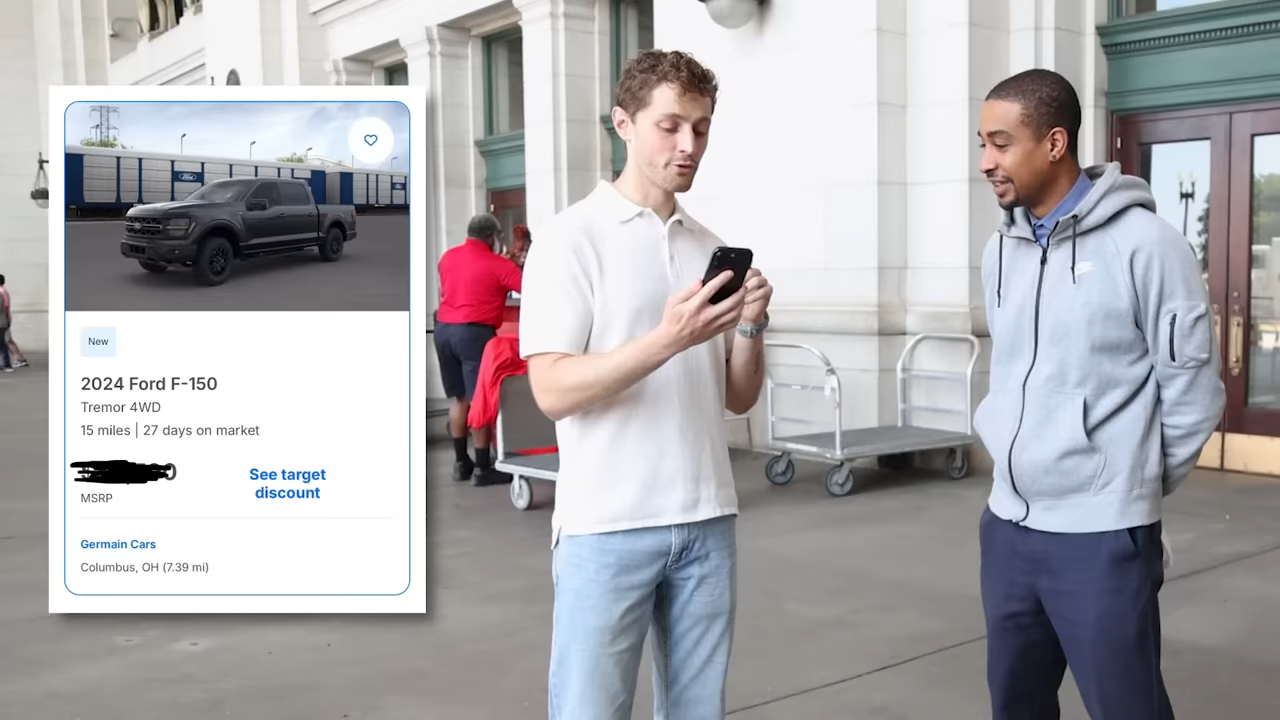 New
2024 Ford F-150
Tremor 4WD
15 miles | 27 days on market
See target
discount
MSRP
Germain Cars
Columbus, OH (7.39 mi)